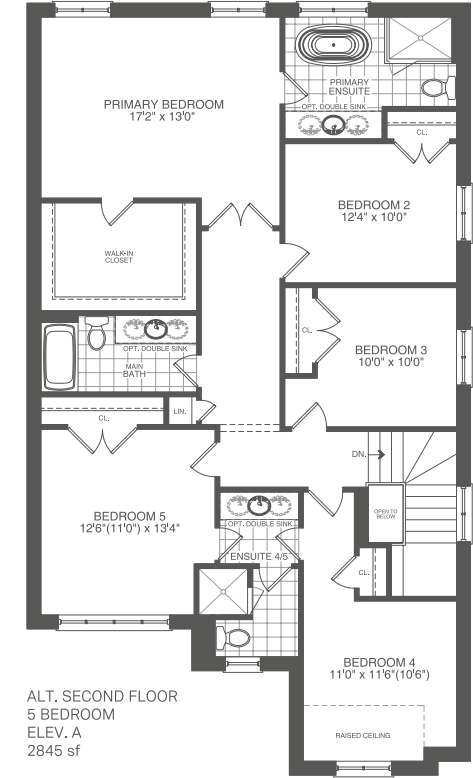 PRIMARY BEDROOM
17'2" x 13'0"
PRIMARY
ENSUITE
OPT. DOUBLE SINK
CL.
BEDROOM 2
12'4" x 10'0"
WALK-IN
CLOSET
CL.
BEDROOM 3
10'0" x 10'0"
OPT. DOUBLE SINK
MAIN
BATH
LIN.
CL.
DN.
BEDROOM 5
12'6"(11'0") x 13'4"
OPT. DOUBLE SINK
ENSUITE 4/5
OPEN TO
BELOW
CL.
BEDROOM 4
11'0" x 11'6"(10'6")
RAISED CEILING
ALT. SECOND FLOOR
5 BEDROOM
ELEV. A
2845 sf